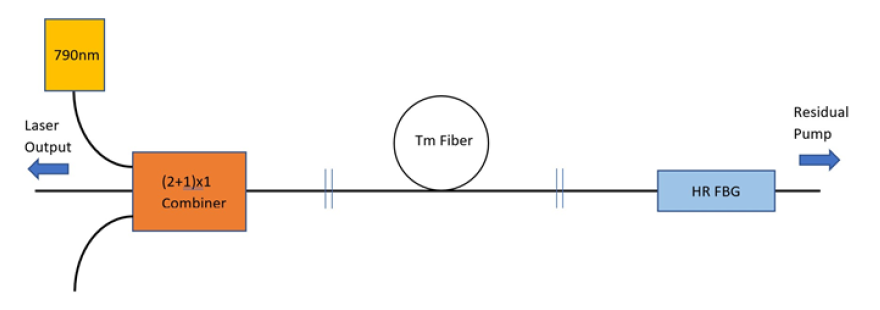 790nm
Laser
Output
(2+1)x1
Combiner
Tm Fiber
HR FBG
Residual
Pump